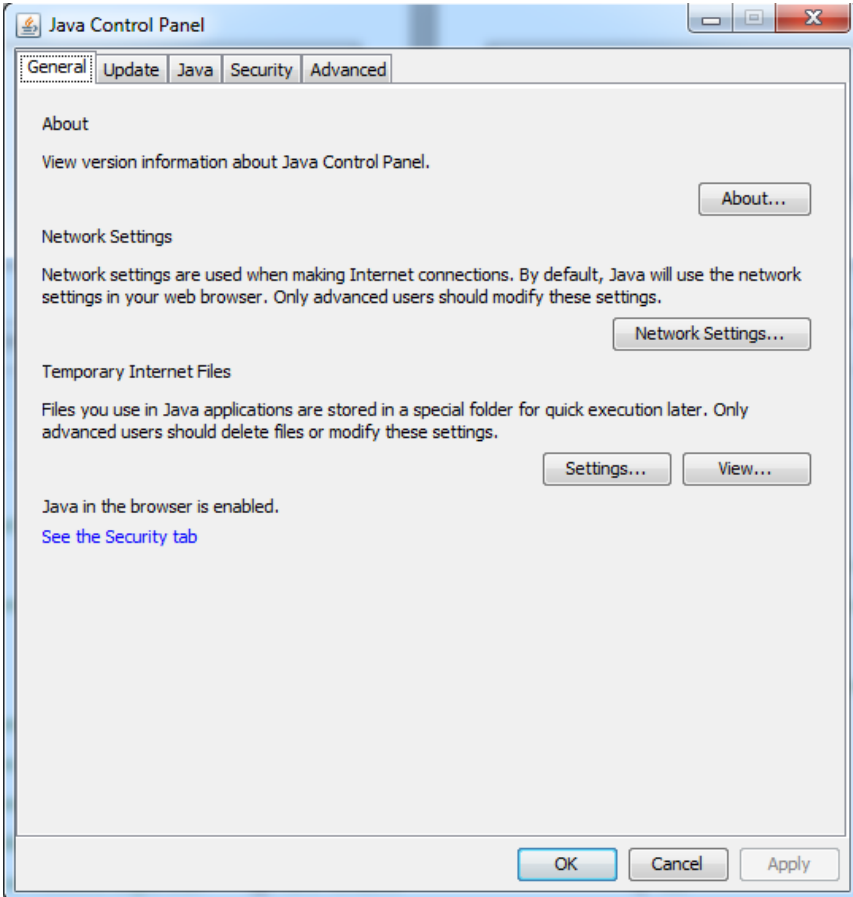 Java Control Panel
General Update Java Security Advanced
About
View version information about Java Control Panel.
About...
Network Settings
Network settings are used when making Internet connections. By default, Java will use the network
settings in your web browser. Only advanced users should modify these settings.
Network Settings...
Temporary Internet Files
Files you use in Java applications are stored in a special folder for quick execution later. Only
advanced users should delete files or modify these settings.
Settings... View...
Java in the browser is enabled.
See the Security tab
OK Cancel Apply